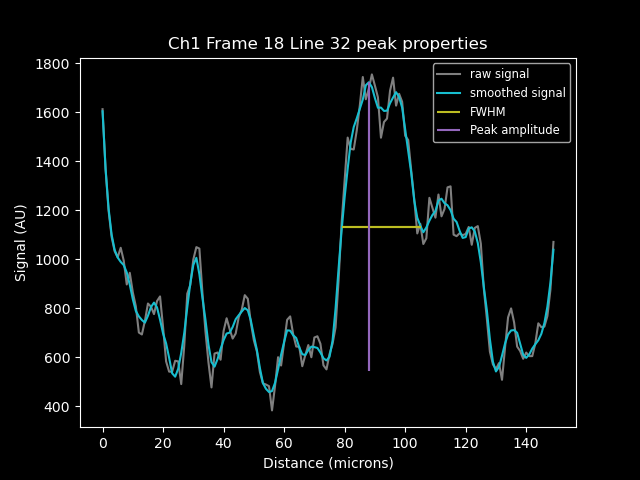 Ch1 Frame 18 Line 32 peak properties
raw signal
smoothed signal
FWHM
Peak amplitude
Signal (AU)
1800
1600
1400
1200
1000
800
600
400
0 20 40 60 80 100 120 140
Distance (microns)